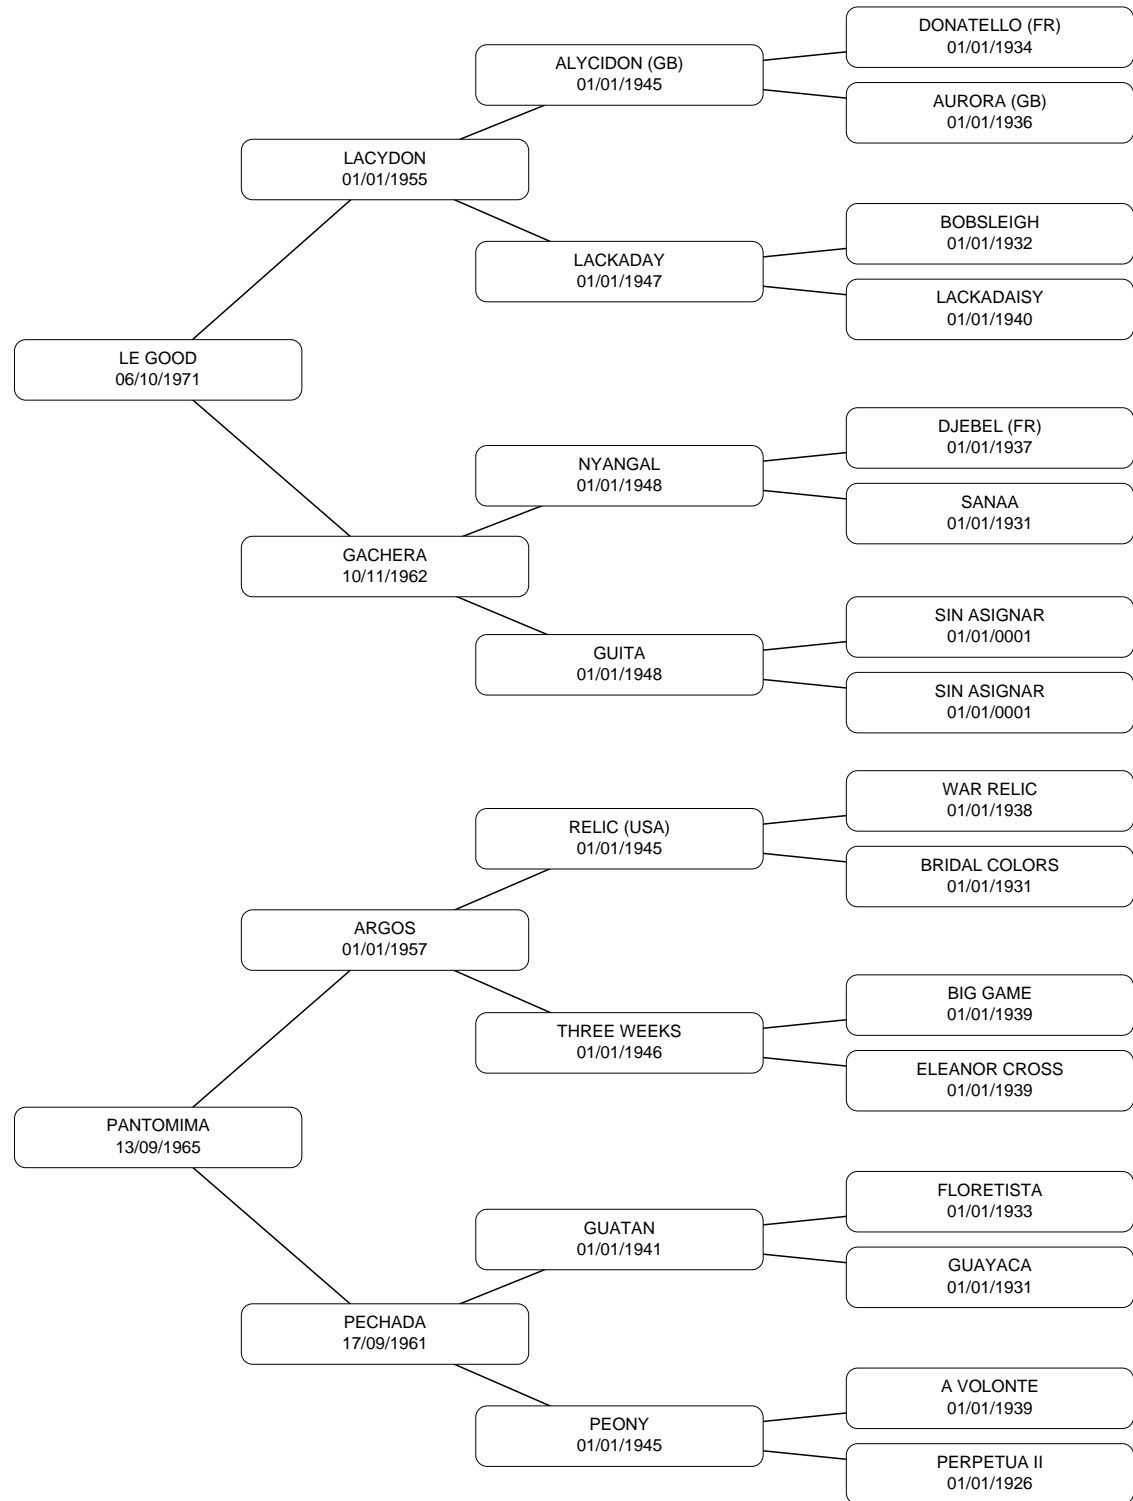 DONATELLO (FR)
01/01/1934
ALYCIDON (GB)
01/01/1945
AURORA (GB)
01/01/1936
LACYDON
01/01/1955
BOBSLEIGH
01/01/1932
LACKADAY
01/01/1947
LACKADAISY
01/01/1940
LE GOOD
06/10/1971
DJEBEL (FR)
01/01/1937
NYANGAL
01/01/1948
SANAA
01/01/1931
GACHERA
10/11/1962
SIN ASIGNAR
01/01/0001
GUITA
01/01/1948
SIN ASIGNAR
01/01/0001
WAR RELIC
01/01/1938
RELIC (USA)
01/01/1945
BRIDAL COLORS
01/01/1931
ARGOS
01/01/1957
BIG GAME
01/01/1939
THREE WEEKS
01/01/1946
ELEANOR CROSS
01/01/1939
PANTOMIMA
13/09/1965
FLORETISTA
01/01/1933
GUATAN
01/01/1941
GUAYACA
01/01/1931
PECHADA
17/09/1961
A VOLONTE
01/01/1939
PEONY
01/01/1945
PERPETUA II
01/01/1926